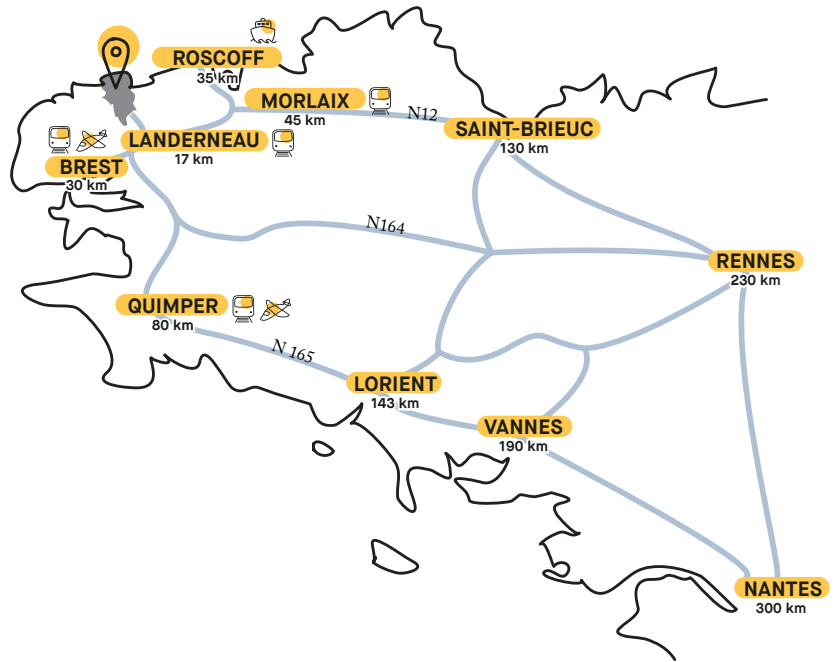 ROSCOFF
35 km
MORLAIX
45 km
N12
SAINT-BRIEUC
130 km
LANDERNEAU
17 km
BREST
30 km
N164
RENNES
230 km
QUIMPER
80 km
N 165
LORIENT
143 km
VANNES
190 km
NANTES
300 km